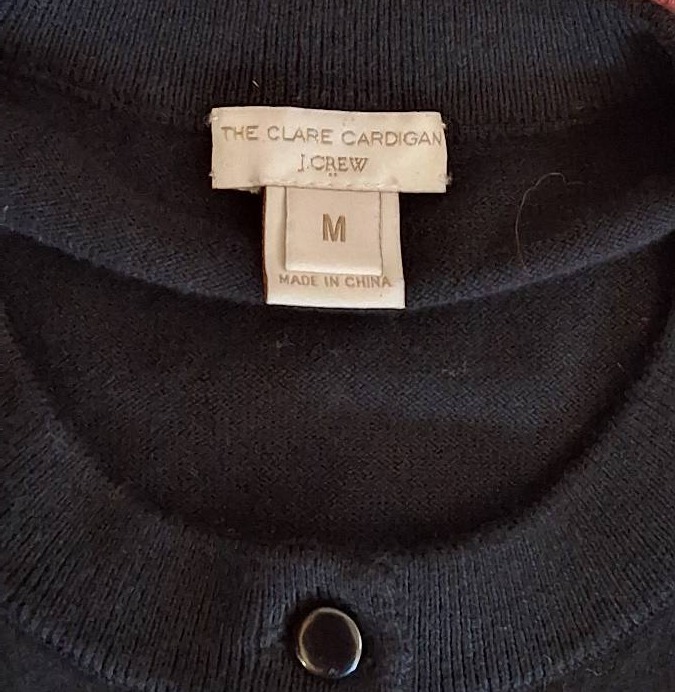 THE CLARE CARDIGAN
J.CREW
M
MADE IN CHINA